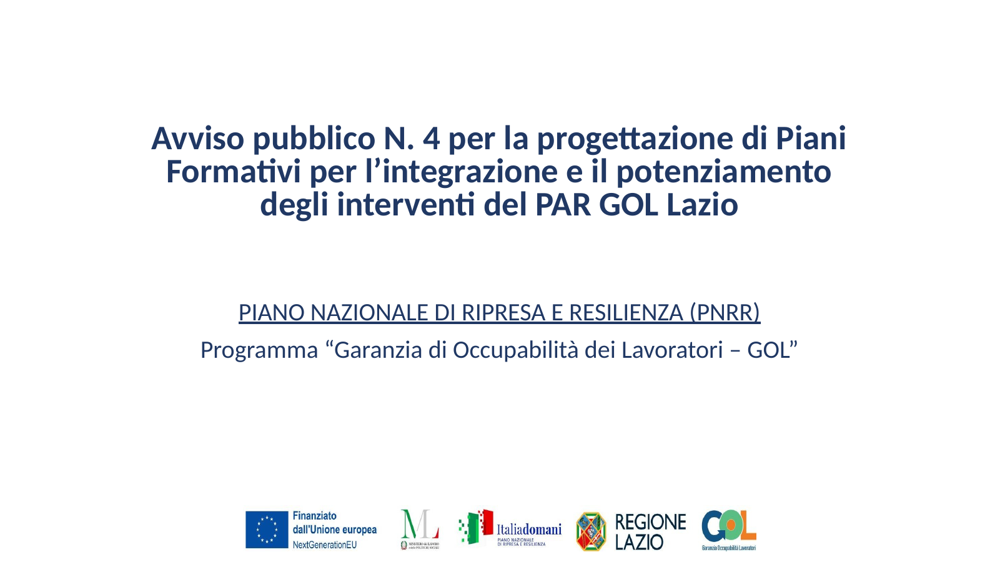 Avviso pubblico N. 4 per la progettazione di Piani
Formativi per l’integrazione e il potenziamento
degli interventi del PAR GOL Lazio
PIANO NAZIONALE DI RIPRESA E RESILIENZA (PNRR)
Programma “Garanzia di Occupabilità dei Lavoratori – GOL”
Finanziato
dall'Unione europea
NextGenerationEU
ML
MINISTERO del LAVORO
e delle POLITICHE SOCIALI
Italiadomani
PIANO NAZIONALE
DI RIPRESA E RESILIENZA
REGIONE
LAZIO
GOL
Garanzia Occupabilità Lavoratori